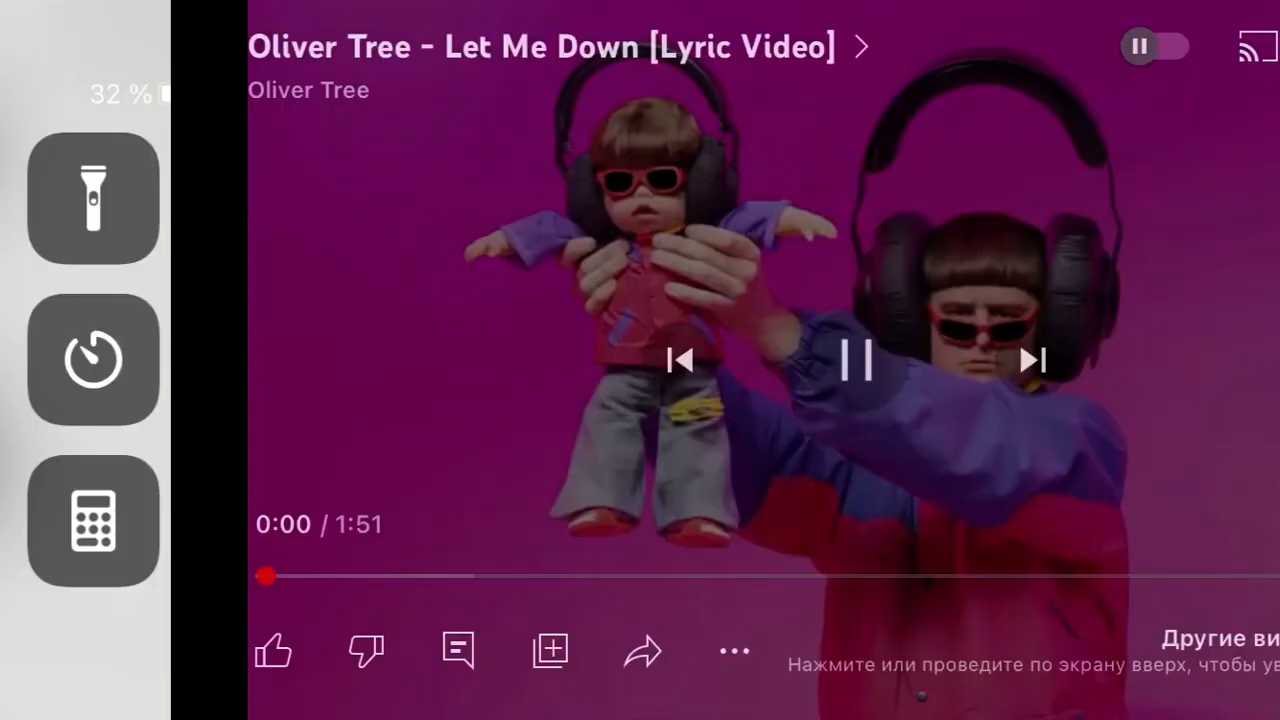 32 %
Oliver Tree - Let Me Down [Lyric Video]
Oliver Tree
0:00 / 1:51
Другие ви
Нажмите или проведите по экрану вверх, чтобы ув